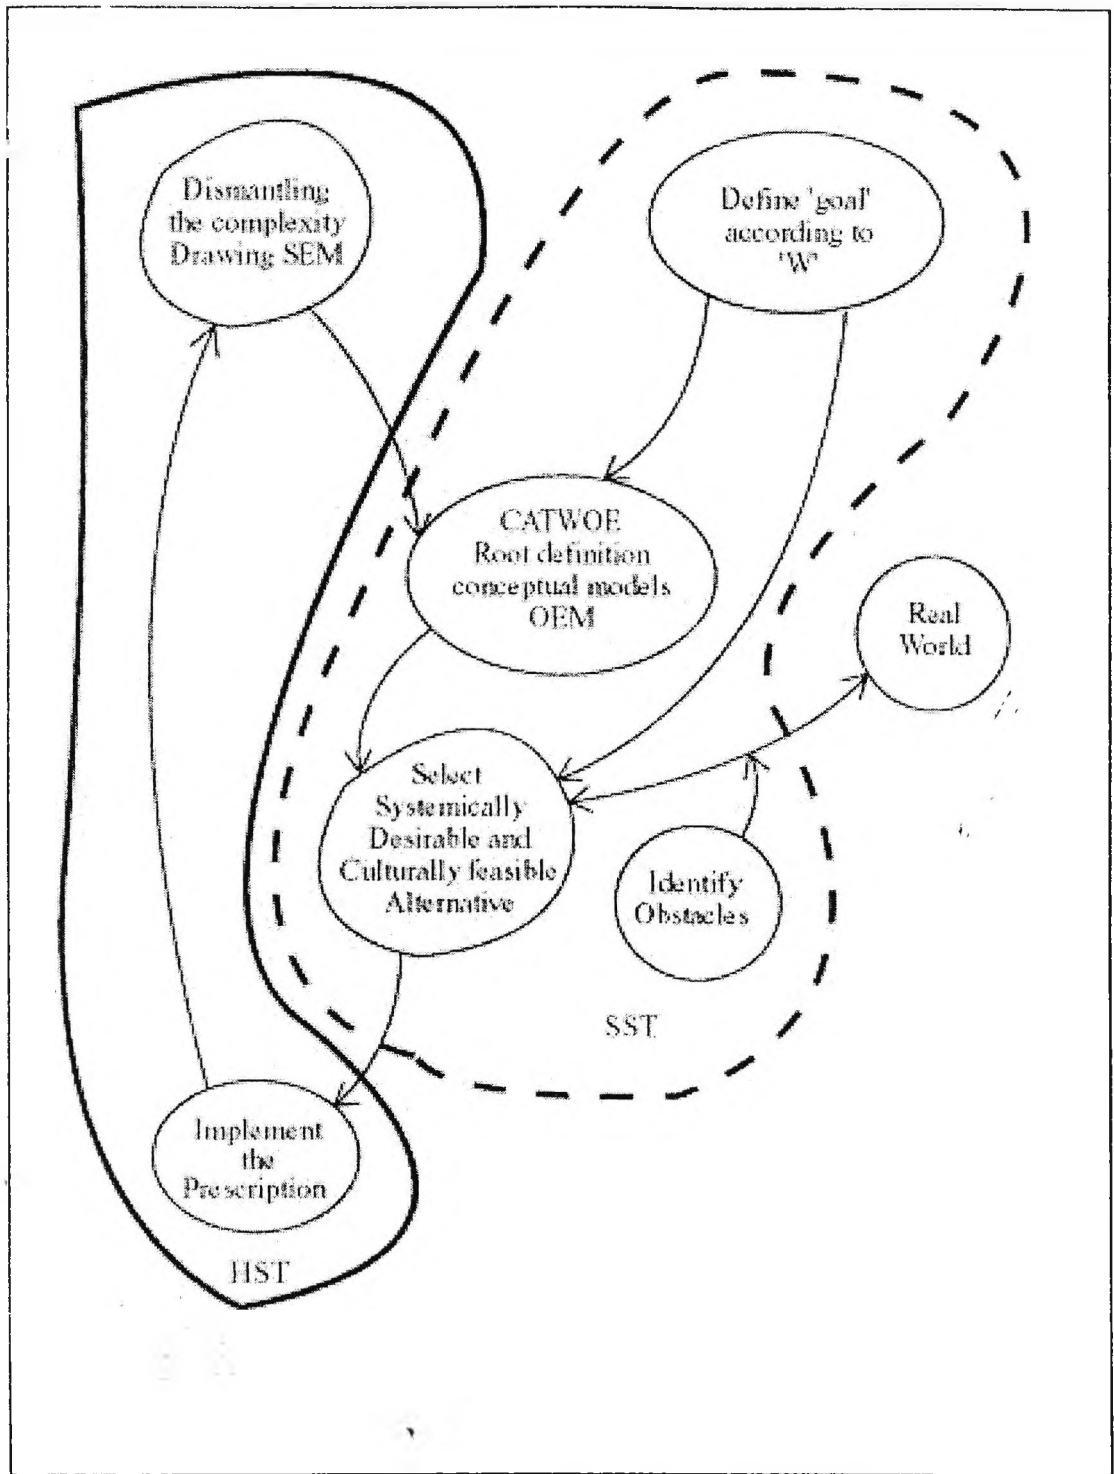 Dismantling
the complexity
Drawing SEM
Define 'goal'
according to
'W'
CATWOE
Root definition
conceptual models
OEM
Real
World
Select
Systemically
Desirable and
Culturally feasible
Alternative
Identify
Obstacles
SST
Implement
the
Prescription
HST